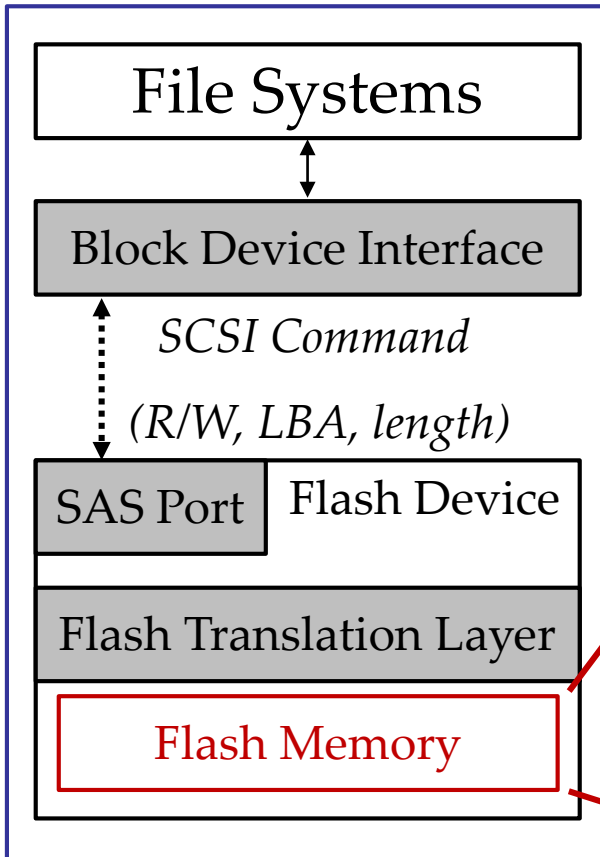 File Systems
Block Device Interface
SCSI Command
(R/W, LBA, length)
SAS Port
Flash Device
Flash Translation Layer
Flash Memory